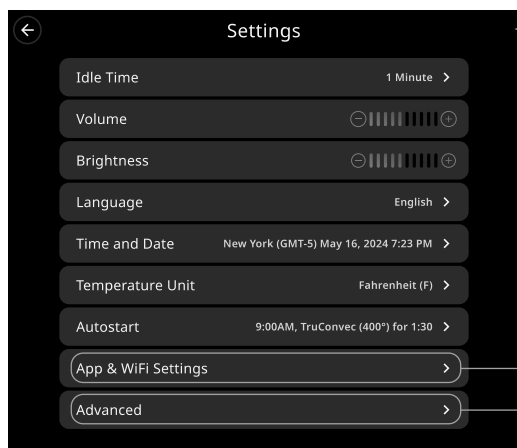 Settings
Idle Time 1 Minute
Volume
Brightness
Language English
Time and Date New York (GMT-5) May 16, 2024 7:23 PM
Temperature Unit Fahrenheit (F)
Autostart 9:00AM, TruConvec (400°) for 1:30
App & WiFi Settings
Advanced